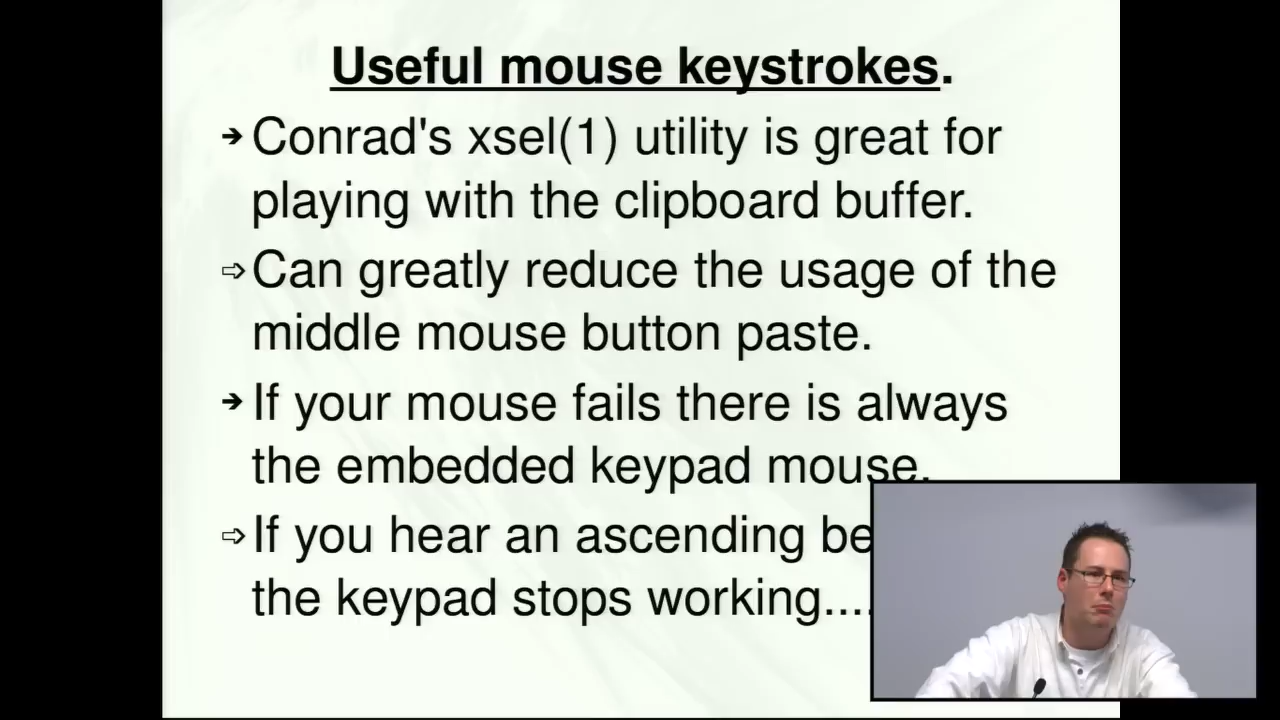 Useful mouse keystrokes.
Conrad's xsel(1) utility is great for
playing with the clipboard buffer.
Can greatly reduce the usage of the
middle mouse button paste.
If your mouse fails there is always
the embedded keypad mouse.
If you hear an ascending
the keypad stops working....